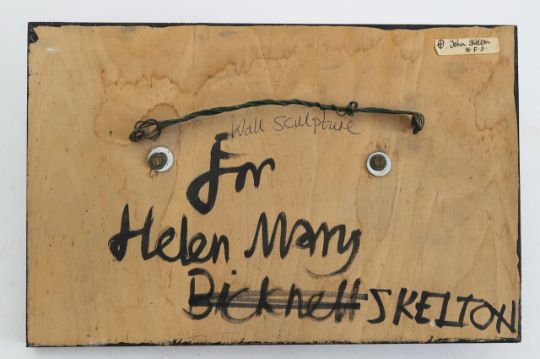 John Skelton
N.F.S.
Wall Sculpture
For
Helen Mary
Bicknell SKELTON